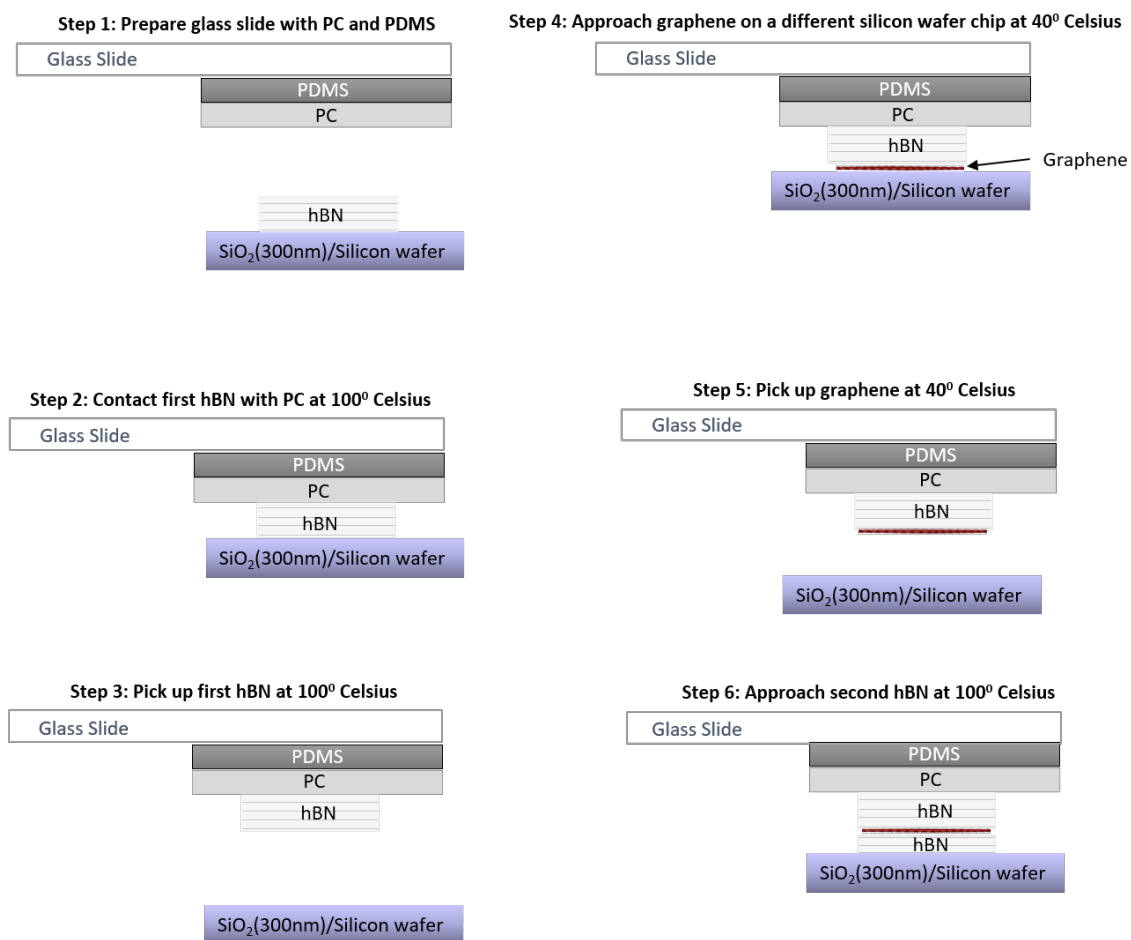 Step 1: Prepare glass slide with PC and PDMS
Glass Slide
PDMS
PC
hBN
SiO₂(300nm)/Silicon wafer
Step 2: Contact first hBN with PC at 100⁰ Celsius
Glass Slide
PDMS
PC
hBN
SiO₂(300nm)/Silicon wafer
Step 3: Pick up first hBN at 100⁰ Celsius
Glass Slide
PDMS
PC
hBN
SiO₂(300nm)/Silicon wafer
Step 4: Approach graphene on a different silicon wafer chip at 40⁰ Celsius
Glass Slide
PDMS
PC
hBN
Graphene
SiO₂(300nm)/Silicon wafer
Step 5: Pick up graphene at 40⁰ Celsius
Glass Slide
PDMS
PC
hBN
SiO₂(300nm)/Silicon wafer
Step 6: Approach second hBN at 100⁰ Celsius
Glass Slide
PDMS
PC
hBN
hBN
SiO₂(300nm)/Silicon wafer